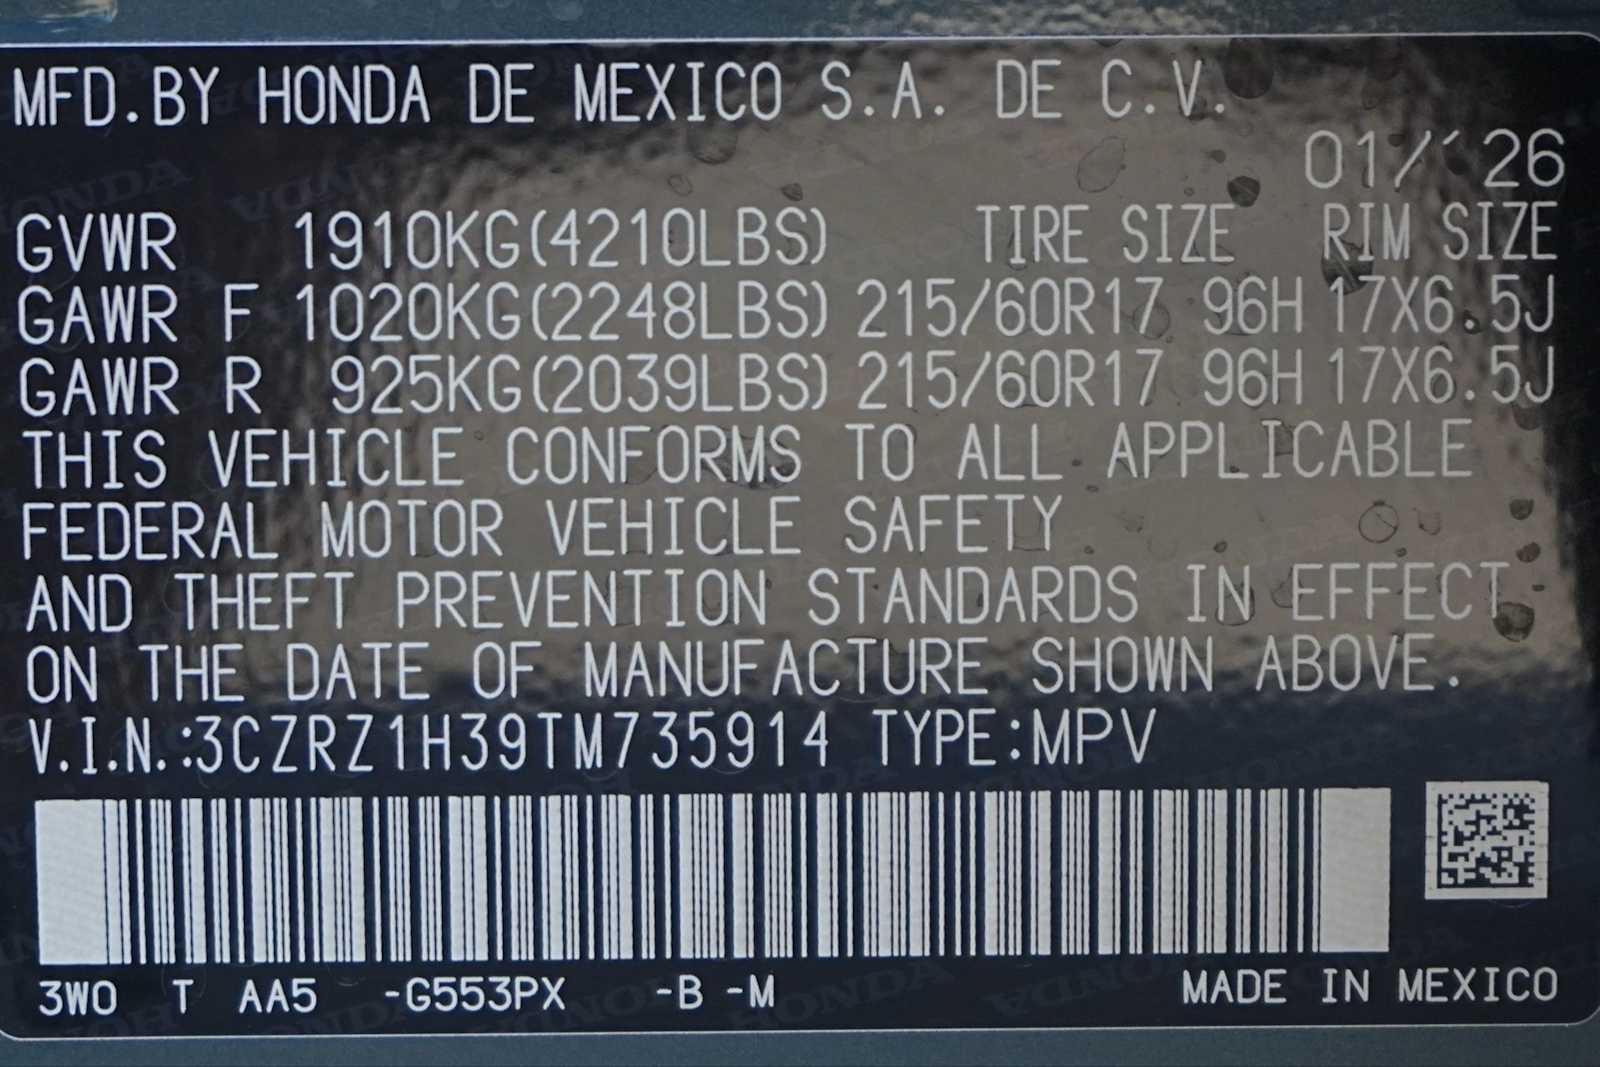 MFD.BY HONDA DE MEXICO S.A. DE C.V.
01/'26
GVWR 1910KG(4210LBS) TIRE SIZE RIM SIZE
GAWR F 1020KG(2248LBS) 215/60R17 96H 17X6.5J
GAWR R 925KG(2039LBS) 215/60R17 96H 17X6.5J
THIS VEHICLE CONFORMS TO ALL APPLICABLE
FEDERAL MOTOR VEHICLE SAFETY
AND THEFT PREVENTION STANDARDS IN EFFECT
ON THE DATE OF MANUFACTURE SHOWN ABOVE.
V.I.N.:3CZRZ1H39TM735914 TYPE:MPV
3W0 T AA5 -G553PX -B -M MADE IN MEXICO